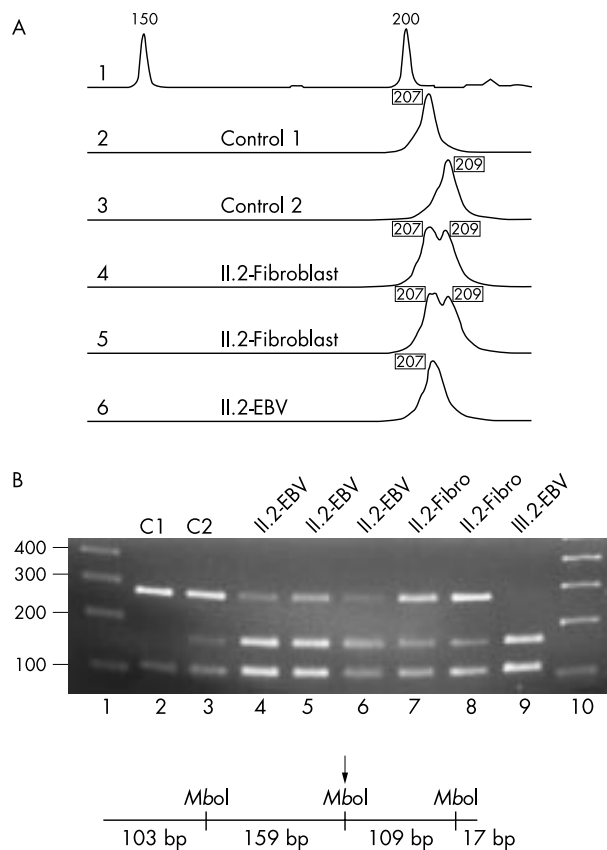 A
150 200
1
207
2 Control 1
209
3 Control 2
207 209
4 II.2-Fibroblast
207 209
5 II.2-Fibroblast
207
6 II.2-EBV
B
C1 C2 II.2-EBV II.2-EBV II.2-EBV II.2-Fibro II.2-Fibro III.2-EBV
400
300
200
100
1 2 3 4 5 6 7 8 9 10
MboI MboI MboI
103 bp 159 bp 109 bp 17 bp